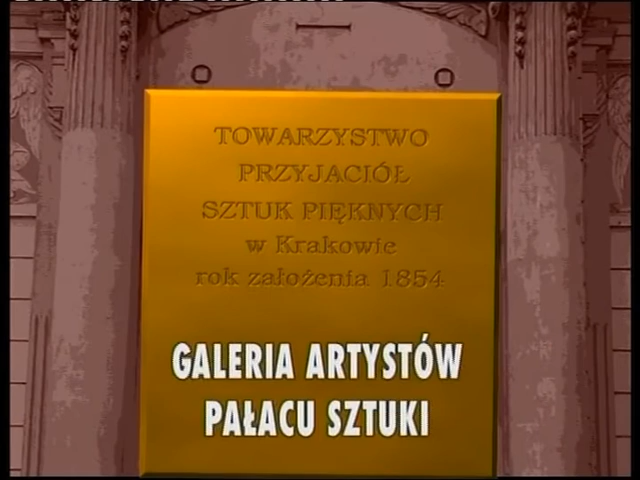 TOWARZYSTWO
PRZYJACIÓŁ
SZTUK PIĘKNYCH
w Krakowie
rok założenia 1854
GALERIA ARTYSTÓW
PAŁACU SZTUKI